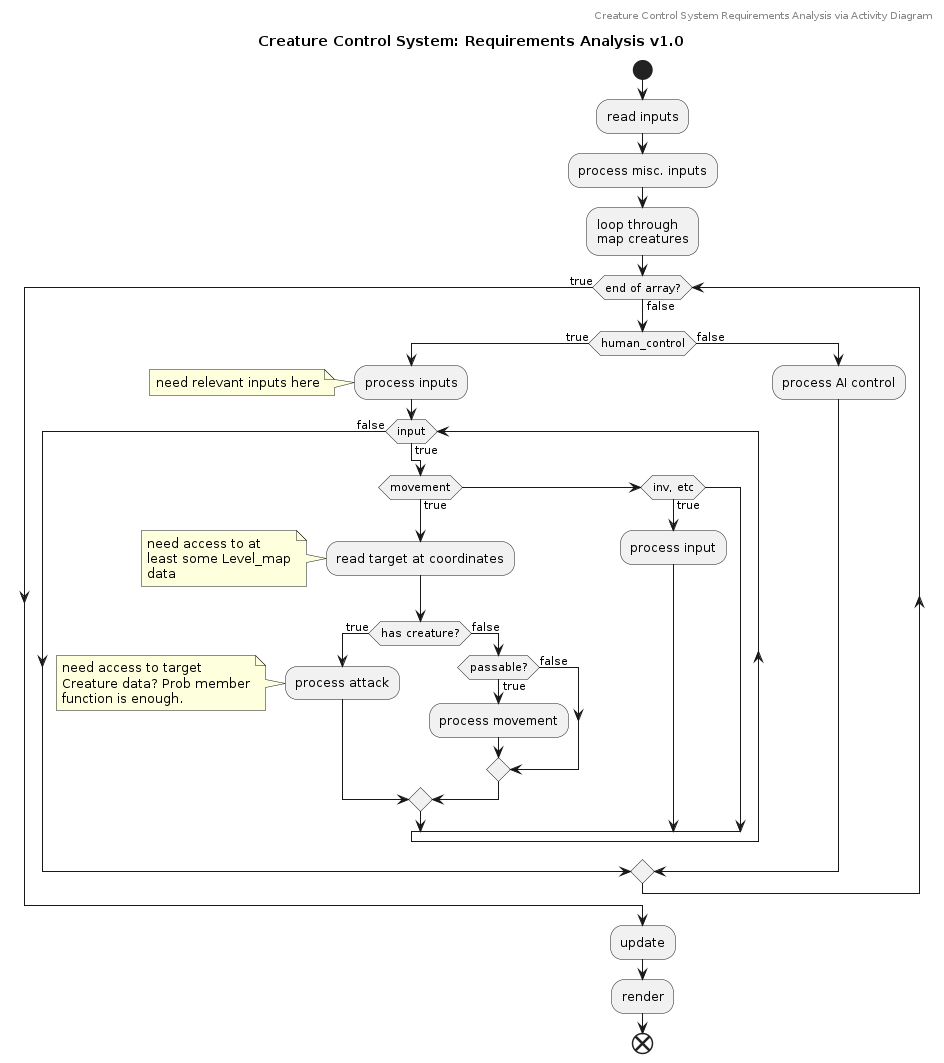 Creature Control System Requirements Analysis via Activity Diagram
Creature Control System: Requirements Analysis v1.0
read inputs
process misc. inputs
loop through
map creatures
end of array?
true
false
human_control
true
false
need relevant inputs here
process inputs
process AI control
input
false
true
movement
true
inv, etc
true
need access to at
least some Level_map
data
read target at coordinates
process input
has creature?
true
false
need access to target
Creature data? Prob member
function is enough.
process attack
passable?
false
true
process movement
update
render